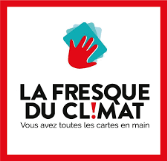 LA FRESQUE
DU CL!MAT
Vous avez toutes les cartes en main